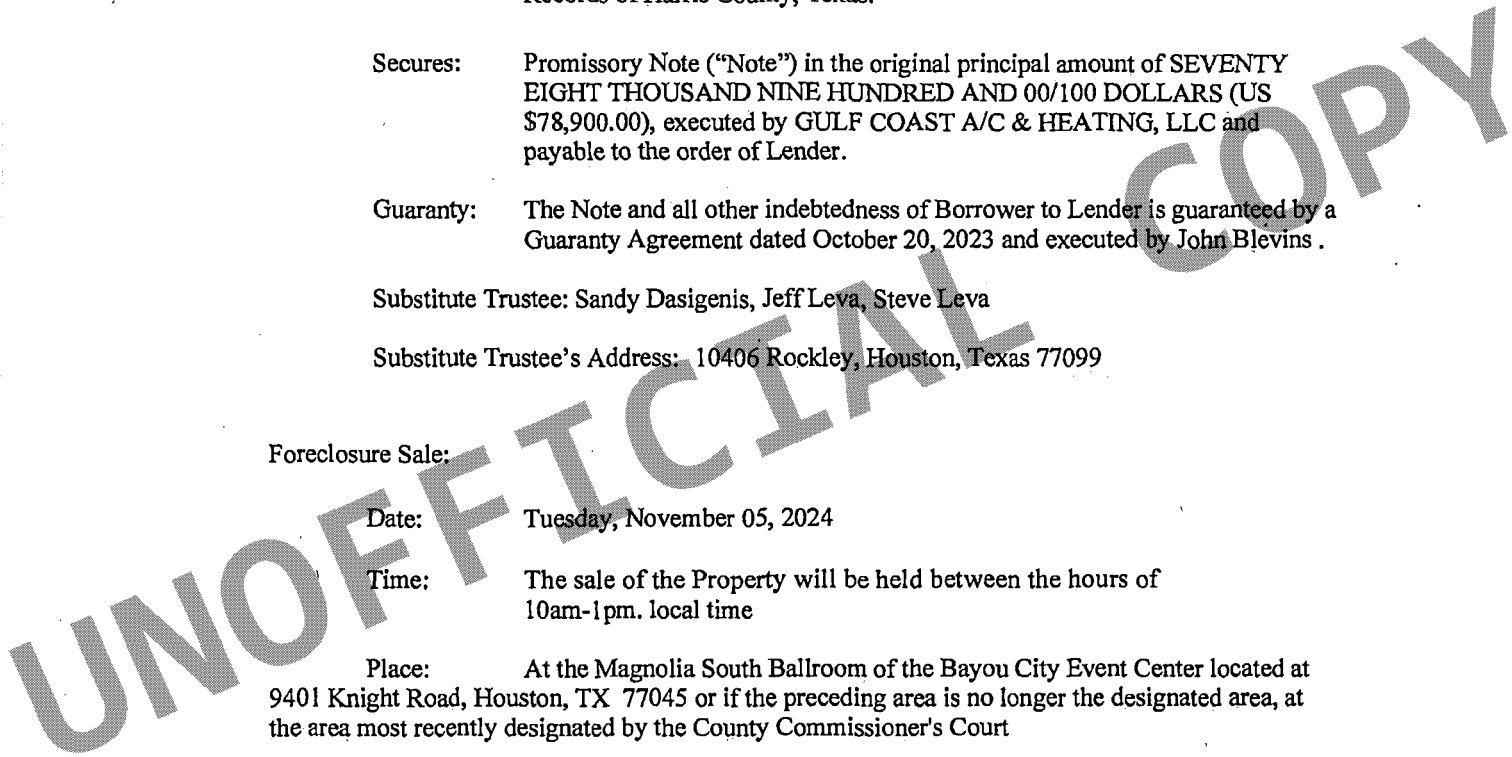 Records of Harris County, Texas.
Secures: Promissory Note (“Note”) in the original principal amount of SEVENTY
EIGHT THOUSAND NINE HUNDRED AND 00/100 DOLLARS (US
$78,900.00), executed by GULF COAST A/C & HEATING, LLC and
payable to the order of Lender.
Guaranty: The Note and all other indebtedness of Borrower to Lender is guaranteed by a
Guaranty Agreement dated October 20, 2023 and executed by John Blevins .
Substitute Trustee: Sandy Dasigenis, Jeff Leva, Steve Leva
Substitute Trustee's Address: 10406 Rockley, Houston, Texas 77099
Foreclosure Sale:
Date: Tuesday, November 05, 2024
Time: The sale of the Property will be held between the hours of
10am-1pm. local time
Place: At the Magnolia South Ballroom of the Bayou City Event Center located at
9401 Knight Road, Houston, TX 77045 or if the preceding area is no longer the designated area, at
the area most recently designated by the County Commissioner's Court
UNOFFICIAL COPY